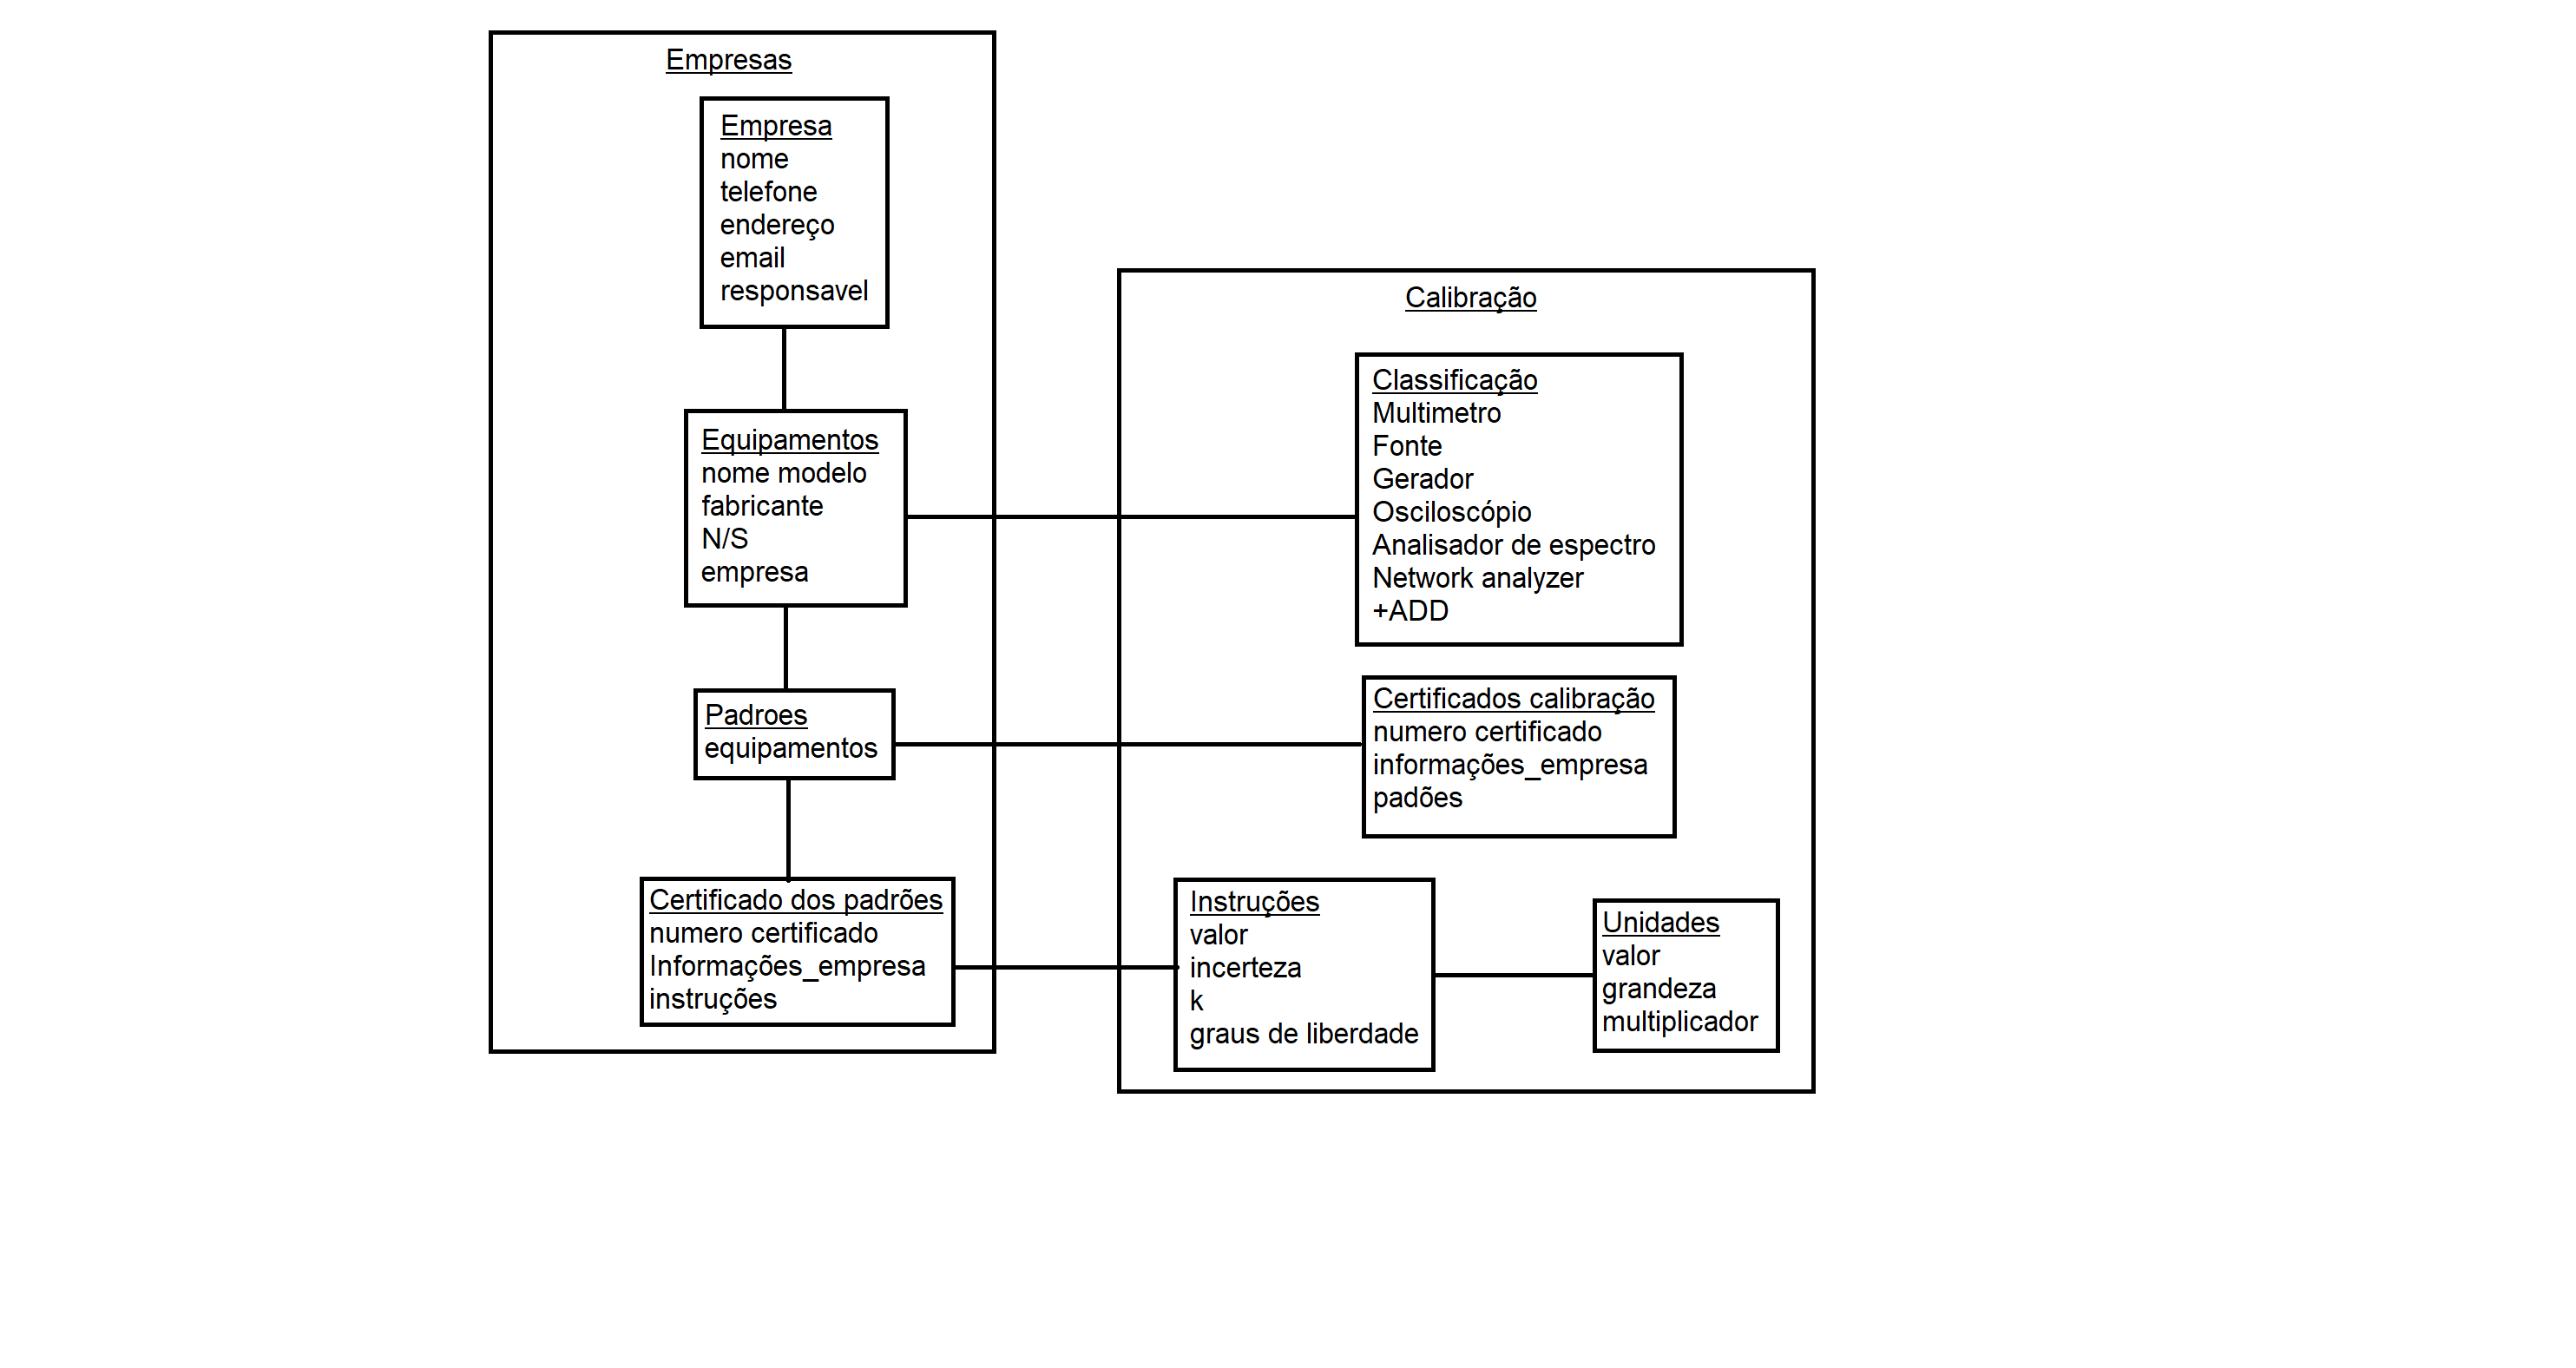 Empresas
Empresa
nome
telefone
endereço
email
responsavel
Equipamentos
nome modelo
fabricante
N/S
empresa
Padroes
equipamentos
Certificado dos padrões
numero certificado
Informações_empresa
instruções
Calibração
Classificação
Multimetro
Fonte
Gerador
Osciloscópio
Analisador de espectro
Network analyzer
+ADD
Certificados calibração
numero certificado
informações_empresa
padões
Instruções
valor
incerteza
k
graus de liberdade
Unidades
valor
grandeza
multiplicador